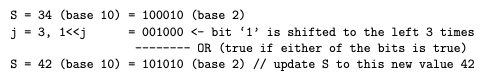 S = 34 (base 10) = 100010 (base 2)
j = 3, 1<<j = 001000 <- bit ‘1’ is shifted to the left 3 times
-------- OR (true if either of the bits is true)
S = 42 (base 10) = 101010 (base 2) // update S to this new value 42